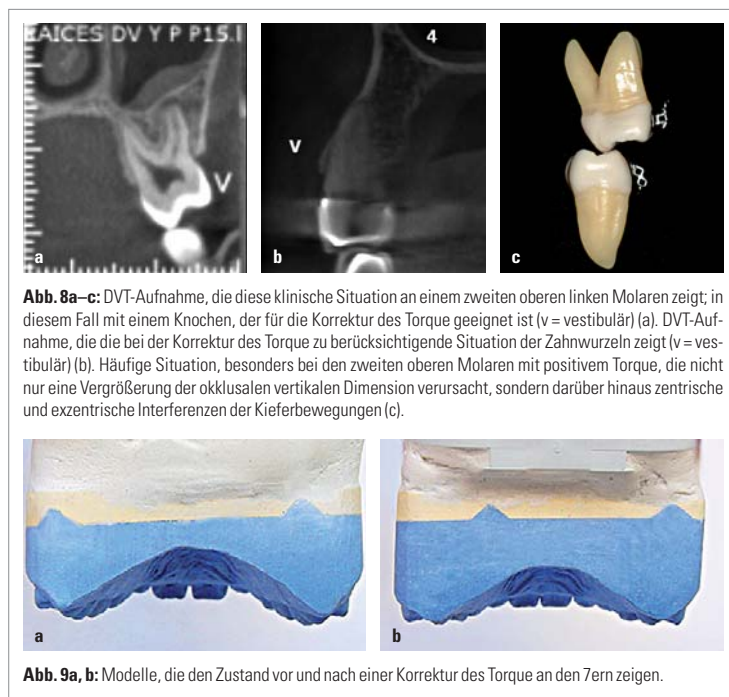 RAICES DV Y P P15.I
V
a
4
v
b
c
Abb. 8a–c: DVT-Aufnahme, die diese klinische Situation an einem zweiten oberen linken Molaren zeigt; in
diesem Fall mit einem Knochen, der für die Korrektur des Torque geeignet ist (v = vestibulär) (a). DVT-Auf-
nahme, die die bei der Korrektur des Torque zu berücksichtigende Situation der Zahnwurzeln zeigt (v = ves-
tibulär) (b). Häufige Situation, besonders bei den zweiten oberen Molaren mit positivem Torque, die nicht
nur eine Vergrößerung der okklusalen vertikalen Dimension verursacht, sondern darüber hinaus zentrische
und exzentrische Interferenzen der Kieferbewegungen (c).
a
b
Abb. 9a, b: Modelle, die den Zustand vor und nach einer Korrektur des Torque an den 7ern zeigen.